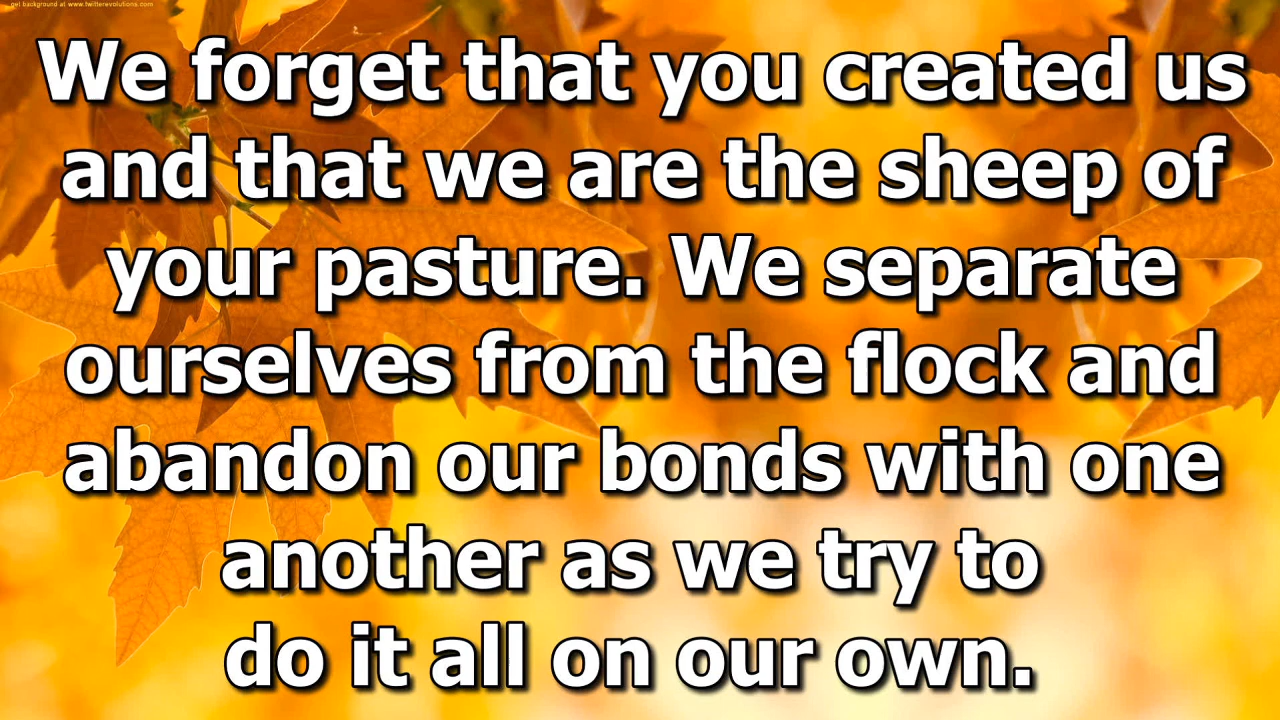 get background at www.twitterevolutions.com
We forget that you created us
and that we are the sheep of
your pasture. We separate
ourselves from the flock and
abandon our bonds with one
another as we try to
do it all on our own.